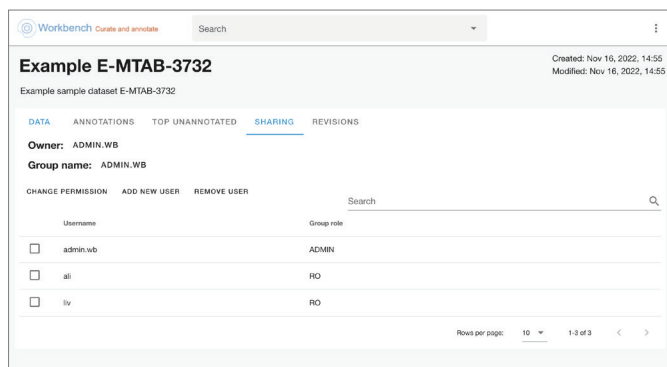 Workbench Curate and annotate
Search
Example E-MTAB-3732
Created: Nov 16, 2022, 14:55
Modified: Nov 16, 2022, 14:55
Example sample dataset E-MTAB-3732
DATA ANNOTATIONS TOP UNANNOTATED SHARING REVISIONS
Owner: ADMIN.WB
Group name: ADMIN.WB
CHANGE PERMISSION ADD NEW USER REMOVE USER
Search
Username Group role
admin.wb ADMIN
ali RO
liv RO
Rows per page: 10 1-3 of 3